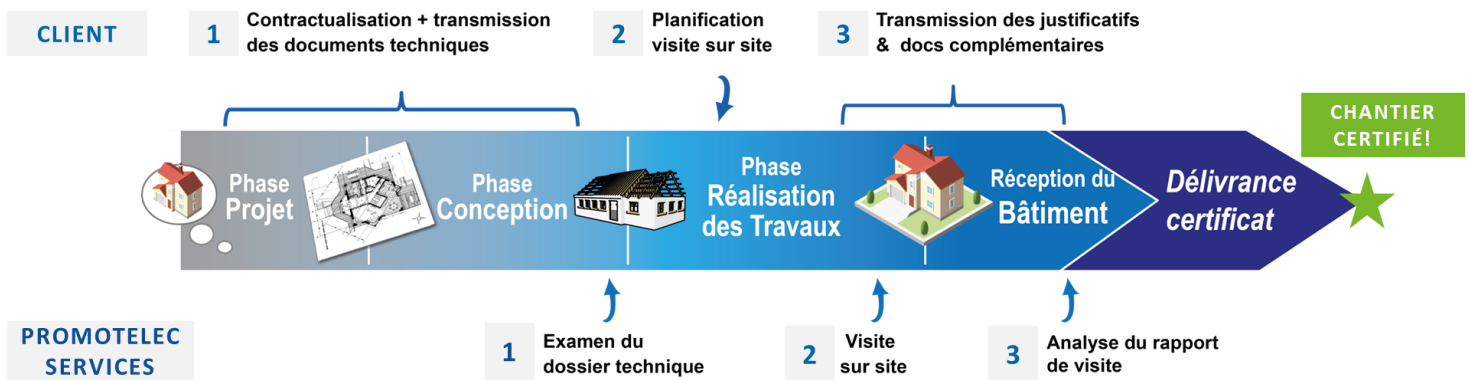 CLIENT
1
Contractualisation + transmission
des documents techniques
2
Planification
visite sur site
3
Transmission des justificatifs
& docs complémentaires
CHANTIER
CERTIFIÉ!
Phase
Projet
Phase
Conception
Phase
Réalisation
des Travaux
Réception du
Bâtiment
Délivrance
certificat
PROMOTELEC
SERVICES
1
Examen du
dossier technique
2
Visite
sur site
3
Analyse du rapport
de visite